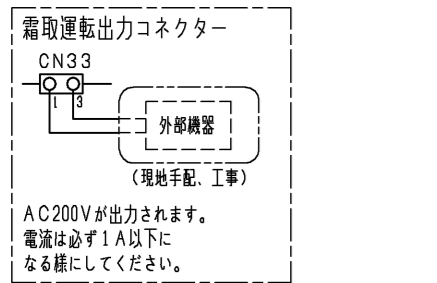 霜取運転出力コネクター
CN33
1 3
外部機器
(現地手配、工事)
AC200Vが出力されます。
電流は必ず1A以下に
なる様にしてください。